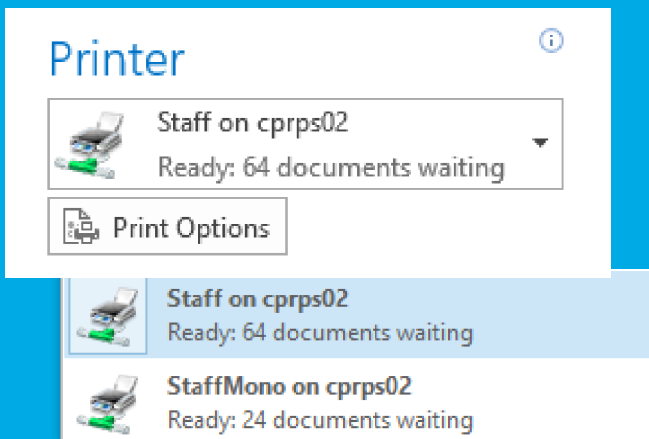 Printer
Staff on cprps02
Ready: 64 documents waiting
Print Options
Staff on cprps02
Ready: 64 documents waiting
StaffMono on cprps02
Ready: 24 documents waiting